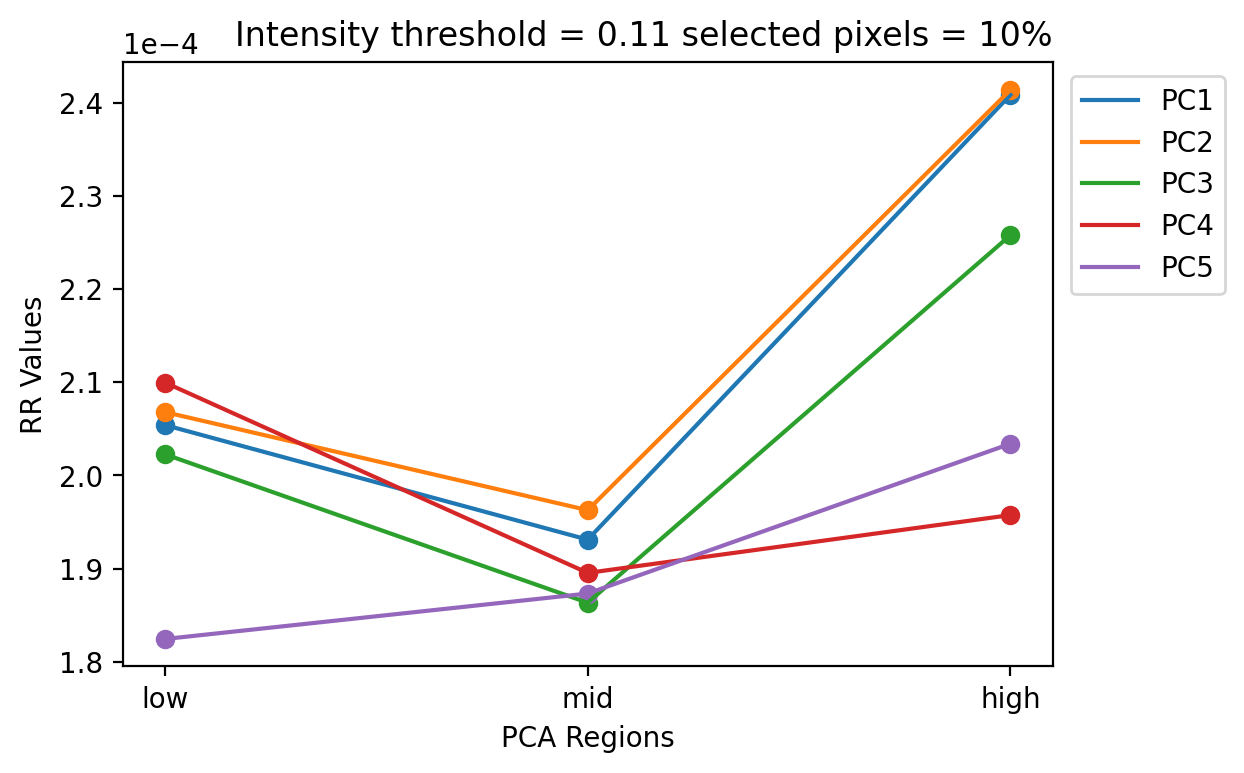 Intensity threshold = 0.11 selected pixels = 10%
1e−4
2.4
2.3
2.2
2.1
2.0
1.9
1.8
RR Values
low
mid
high
PCA Regions
PC1
PC2
PC3
PC4
PC5